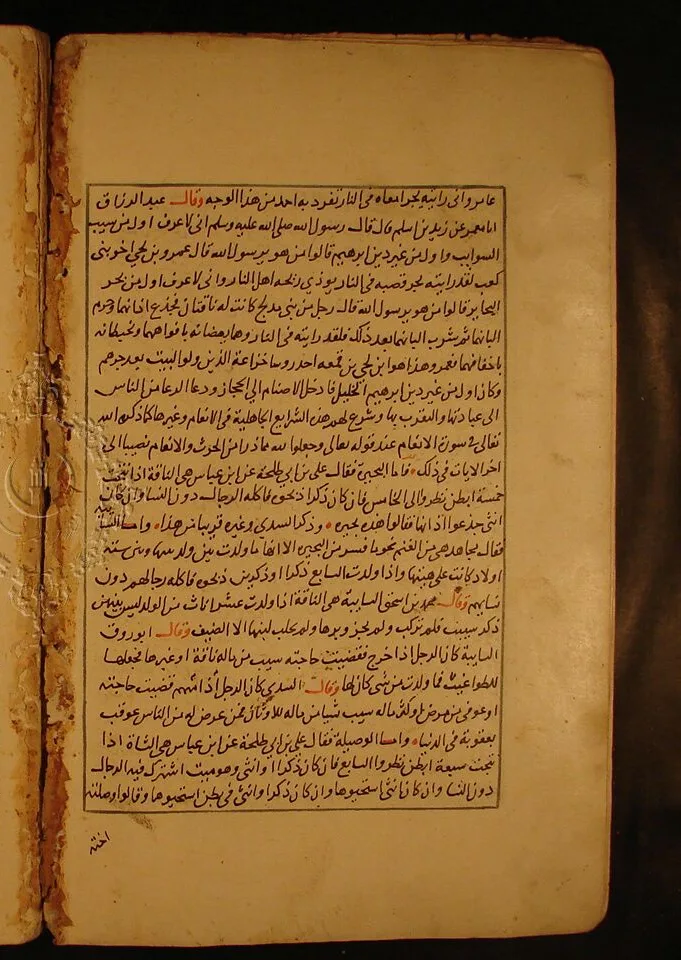 عامر واني رايته يجر امعاه في النار تفرد به احمد من هذا الوجه وقال عبد الرزاق
انا معمر عن زيد بن اسلم قال قال رسول الله صلى الله عليه وسلم اني لاعرف اول من سيب
السوايب واول من غير دين ابرهيم قالوا من هو يرسول الله قال عمرو بن لحي اخو بني
كعب لقد رايته يجر قصبه في النار يوذي ريحه اهل النار واني لاعرف اول من بحر
البحاير قالوا من هو يرسول الله قال رجل من بني مدلج كانت له ناقتان فجدع اذانهما وحرم
البانهما ثم شرب البانهما بعد ذلك فلقد رايته في النار وهما يعضانه بافواههما ويخبطانه
باخفافهما فعمرو هذا هو ابن لحي بن قمعه احد روسا خزاعة الذين ولوا البيت بعد جرهم
وكان اول من غير دين ابرهيم الخليل فادخل الاصنام الى الحجاز ودعا الرعا من الناس
الى عبادتها والتقرب بها وشرع لهم هذه الشرايع الجاهلية في الانعام وغيرها كما ذكره الله
تعالى في سورة الانعام عند قوله تعالى وجعلوا لله مما ذرا من الحرث والانعام نصيبا الى
اخر الايات في ذلك فاما البحيرة فقال علي بن ابي طلحة عن ابن عباس هي الناقة اذا نتجت
خمسة ابطن نظروا الى الخامس فان كان ذكرا ذبحوه فاكله الرجال دون النسا وان كان
انثى جدعوا اذانها فقالوا هذه بحيره وذكر السدي وغيره قريبا من هذا واما السايبه
فقال مجاهد هي من الغنم نحو ما فسر من البحيره الا انها ما ولدت من ولد بينها وبين سته
اولاد كانت على هيتها واذا ولدت السابع ذكرا او ذكرين ذبحوه فاكله رجالهم دون
نسايهم وقال محمد بن اسحق السايبة هي الناقة اذا ولدت عشر اناث من الولد ليس بينهن
ذكر سيبت فلم تركب ولم يجز وبرها ولم يحلب لبنها الا لضيف وقال ابو روق
السايبة كان الرجل اذا خرج فقضيت حاجته سيب من ماله ناقة او غيرها فجعلها
للطواغيت فما ولدت من شي كان لها وقال السدي كان الرجل اذا منهم قضيت حاجته
او عوفي من مرض او كثر ماله سيب شيا من ماله للاوثان فمن عرض له من الناس عوقب
بعقوبة في الدنيا واما الوصيلة فقال علي بن ابي طلحة عن ابن عباس هي الشاة اذا
نتجت سبعة ابطن نظروا السابع فان كان ذكرا او انثى وهو ميت اشترك فيه الرجال
دون النسا وان كان انثى استحيوها وان كان ذكرا وانثى في بطن استحيوها وقالوا وصلته
اخته